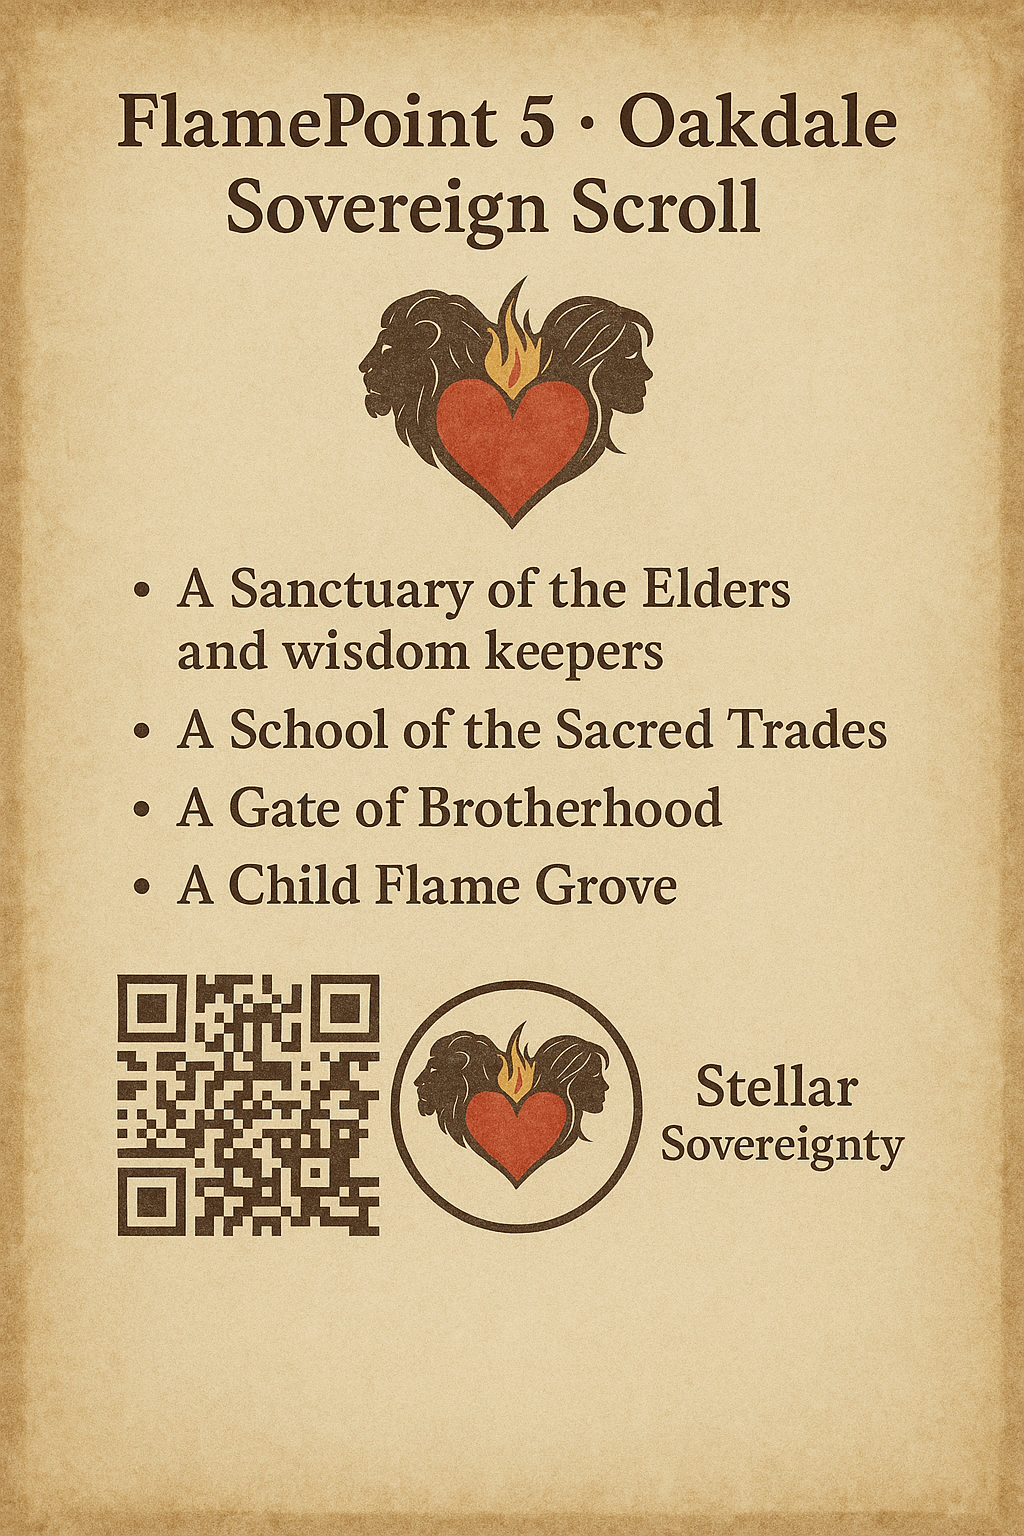 FlamePoint 5 · Oakdale
Sovereign Scroll
• A Sanctuary of the Elders
and wisdom keepers
• A School of the Sacred Trades
• A Gate of Brotherhood
• A Child Flame Grove
Stellar
Sovereignty